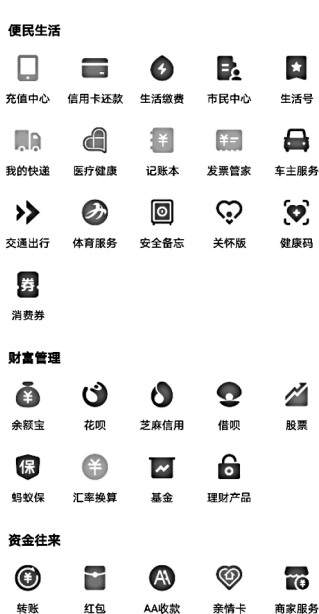 便民生活
充值中心 信用卡还款 生活缴费 市民中心 生活号
我的快递 医疗健康 记账本 发票管家 车主服务
交通出行 体育服务 安全备忘 关怀版 健康码
券
消费券
财富管理
余额宝 花呗 芝麻信用 借呗 股票
保
蚂蚁保 汇率换算 基金 理财产品
资金往来
转账 红包 AA收款 亲情卡 商家服务